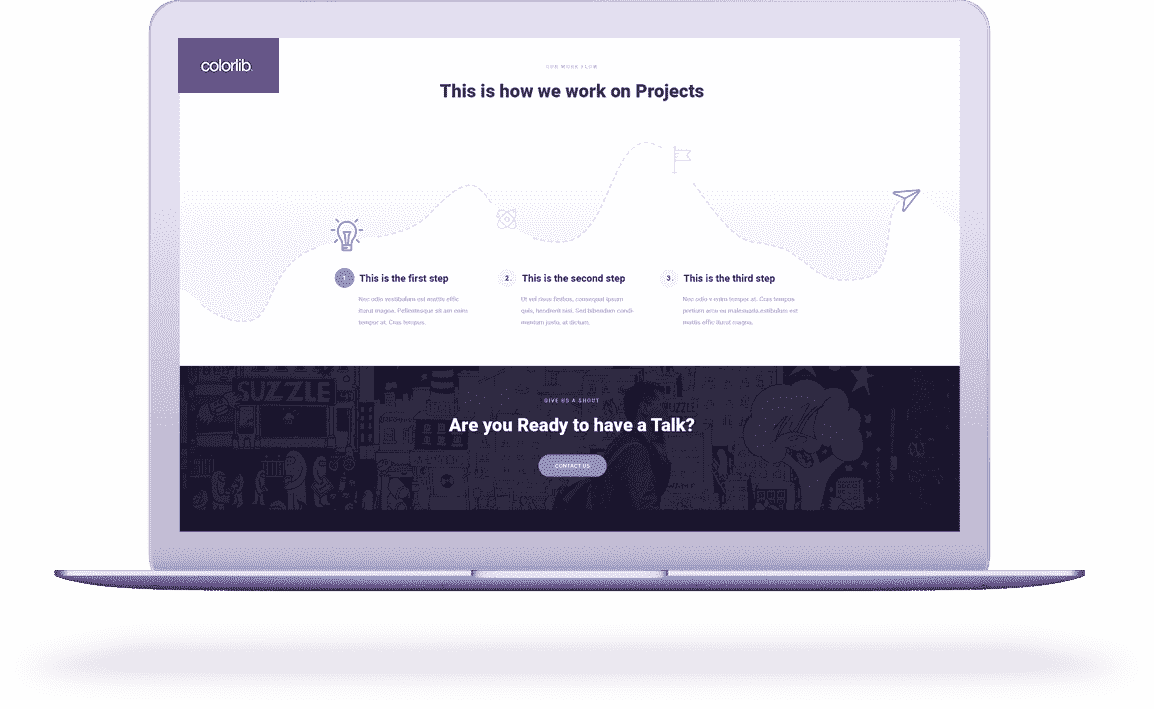 colorlib.
OUR WORK FLOW
This is how we work on Projects
1. This is the first step
2. This is the second step
3. This is the third step
Nec odio vestibulum est mattis effic
iturut magna. Pellentesque sit am enim
tempor at. Cras tempus.
Ut vel risus finibus, consequat ipsum
quis, hendrerit nisi. Sed bibendum condi-
mentum justo, at dictum.
Nec odio v enim tempor at. Cras tempus
pretium arcu eu malesuata.estibulum est
mattis effic iturut magna.
SUZZLE
GIVE US A SHOUT
Are you Ready to have a Talk?
CONTACT US